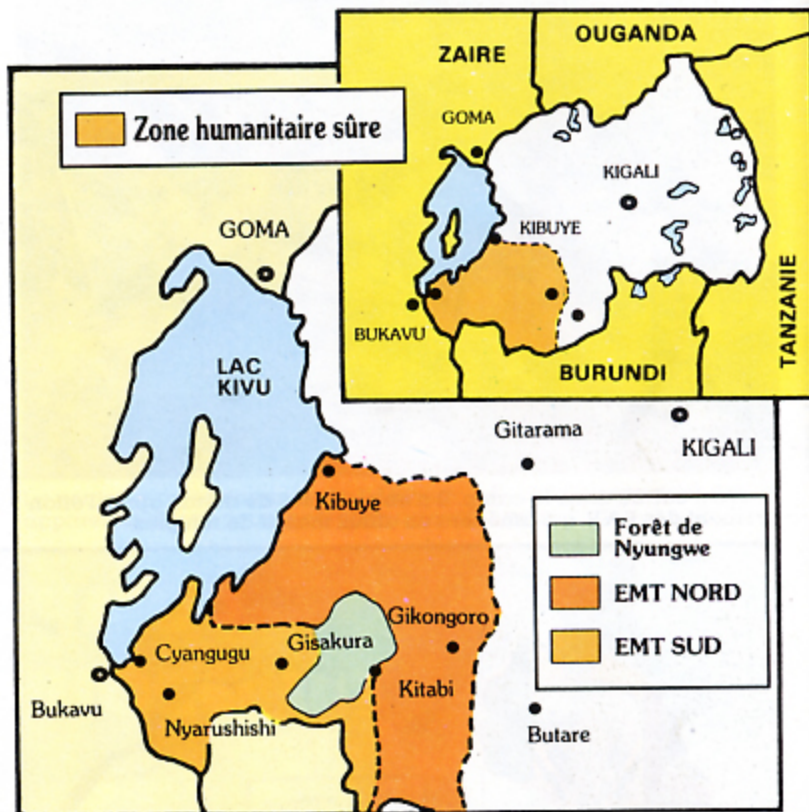 Zone humanitaire sûre
ZAIRE
OUGANDA
GOMA
KIGALI
KIBUYE
BUKAVU
BURUNDI
TANZANIE
GOMA
LAC
KIVU
Gitarama
KIGALI
Kibuye
Forêt de
Nyungwe
EMT NORD
EMT SUD
Gikongoro
Gisakura
Cyangugu
Kitabi
Bukavu
Nyarushishi
Butare